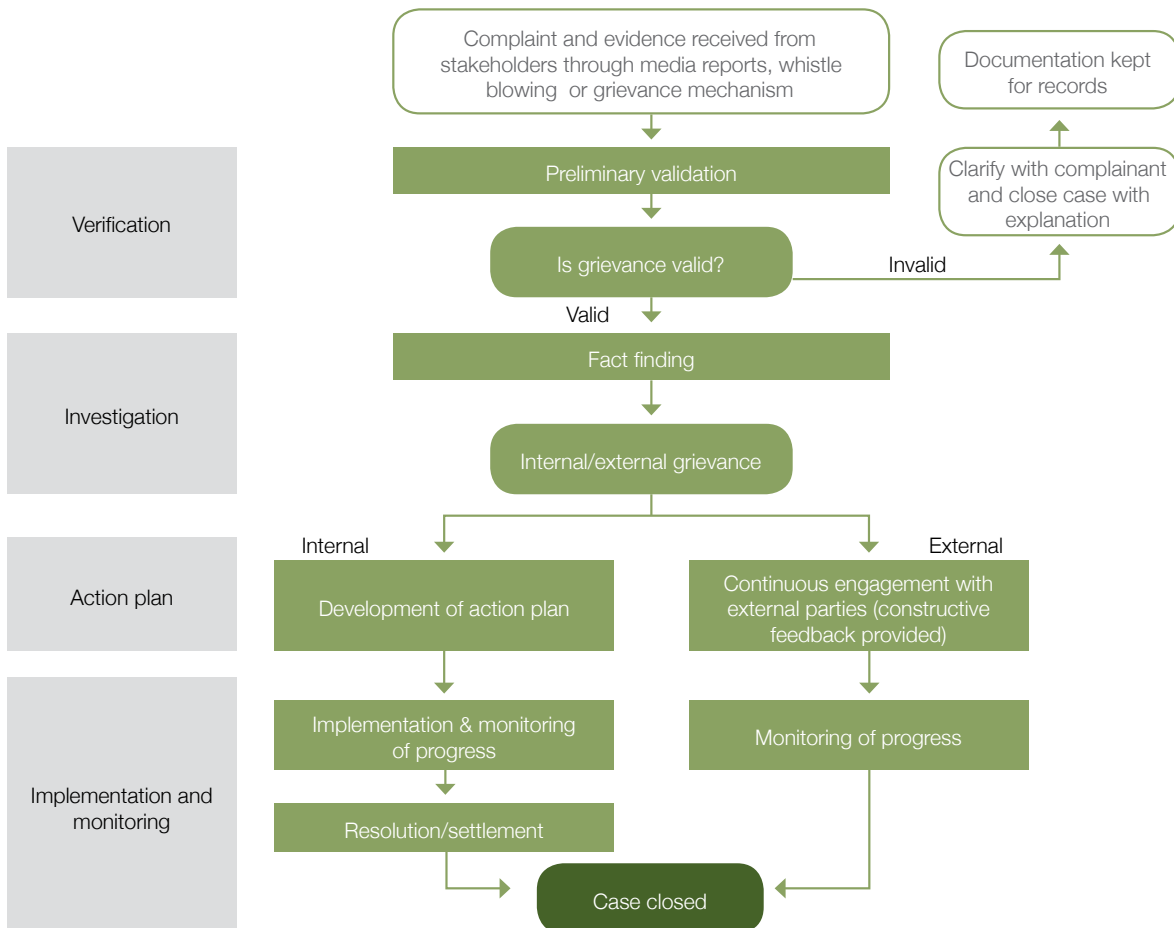 Complaint and evidence received from
stakeholders through media reports, whistle
blowing or grievance mechanism
Documentation kept
for records
Verification
Preliminary validation
Clarify with complainant
and close case with
explanation
Is grievance valid?
Invalid
Valid
Investigation
Fact finding
Internal/external grievance
Internal
External
Action plan
Development of action plan
Continuous engagement with
external parties (constructive
feedback provided)
Implementation and
monitoring
Implementation & monitoring
of progress
Monitoring of progress
Resolution/settlement
Case closed